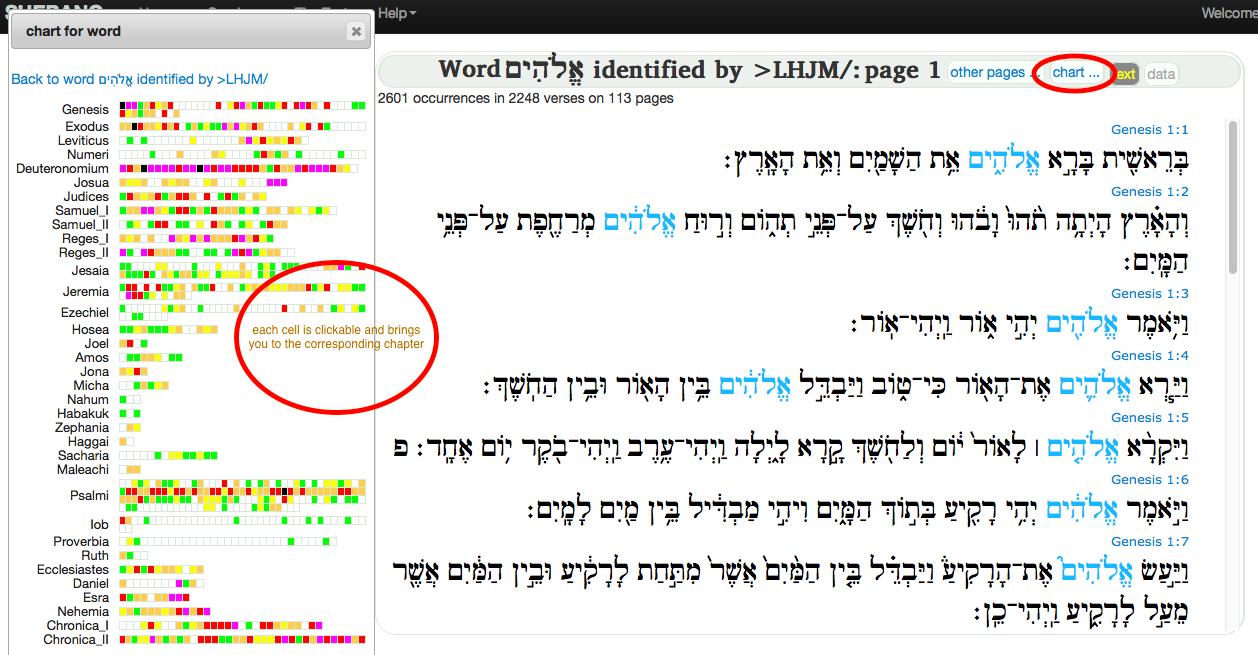 Help
Welcome
chart for word
Back to word אֱלֹהִים identified by >LHJM/
Genesis
Exodus
Leviticus
Numeri
Deuteronomium
Josua
Judices
Samuel_I
Samuel_II
Reges_I
Reges_II
Jesaia
Jeremia
Ezechiel
Hosea
Joel
Amos
Jona
Micha
Nahum
Habakuk
Zephania
Haggai
Sacharia
Maleachi
Psalmi
Iob
Proverbia
Ruth
Ecclesiastes
Daniel
Esra
Nehemia
Chronica_I
Chronica_II
each cell is clickable and brings
you to the corresponding chapter
Word אֱלֹהִים identified by >LHJM/: page 1 other pages ... chart ... ext data
2601 occurrences in 2248 verses on 113 pages
Genesis 1:1
בְּרֵאשִׁ֖ית בָּרָ֣א אֱלֹהִ֑ים אֵ֥ת הַשָּׁמַ֖יִם וְאֵ֥ת הָאָֽרֶץ׃
Genesis 1:2
וְהָאָ֗רֶץ הָיְתָ֥ה תֹ֙הוּ֙ וָבֹ֔הוּ וְחֹ֖שֶׁךְ עַל־פְּנֵ֣י תְהֹ֑ום וְר֣וּחַ אֱלֹהִ֔ים מְרַחֶ֖פֶת עַל־פְּנֵ֥י
הַמָּֽיִם׃
Genesis 1:3
וַיֹּ֥אמֶר אֱלֹהִ֖ים יְהִ֣י אֹ֑ור וַֽיְהִי־אֹֽור׃
Genesis 1:4
וַיַּ֧רְא אֱלֹהִ֛ים אֶת־הָאֹ֖ור כִּי־טֹ֑וב וַיַּבְדֵּ֣ל אֱלֹהִ֔ים בֵּ֥ין הָאֹ֖ור וּבֵ֥ין הַחֹֽשֶׁךְ׃
Genesis 1:5
וַיִּקְרָ֨א אֱלֹהִ֤ים ׀ לָאֹור֙ יֹ֔ום וְלַחֹ֖שֶׁךְ קָ֣רָא לָ֑יְלָה וַֽיְהִי־עֶ֥רֶב וַֽיְהִי־בֹ֖קֶר יֹ֥ום אֶחָֽד׃ פ
Genesis 1:6
וַיֹּ֣אמֶר אֱלֹהִ֔ים יְהִ֥י רָקִ֖יעַ בְּתֹ֣וךְ הַמָּ֑יִם וִיהִ֣י מַבְדִּ֔יל בֵּ֥ין מַ֖יִם לָמָֽיִם׃
Genesis 1:7
וַיַּ֣עַשׂ אֱלֹהִים֮ אֶת־הָרָקִיעַ֒ וַיַּבְדֵּ֗ל בֵּ֤ין הַמַּ֙יִם֙ אֲשֶׁר֙ מִתַּ֣חַת לָרָקִ֔יעַ וּבֵ֣ין הַמַּ֔יִם אֲשֶׁ֖ר
מֵעַ֣ל לָרָקִ֑יעַ וַֽיְהִי־כֵֽן׃